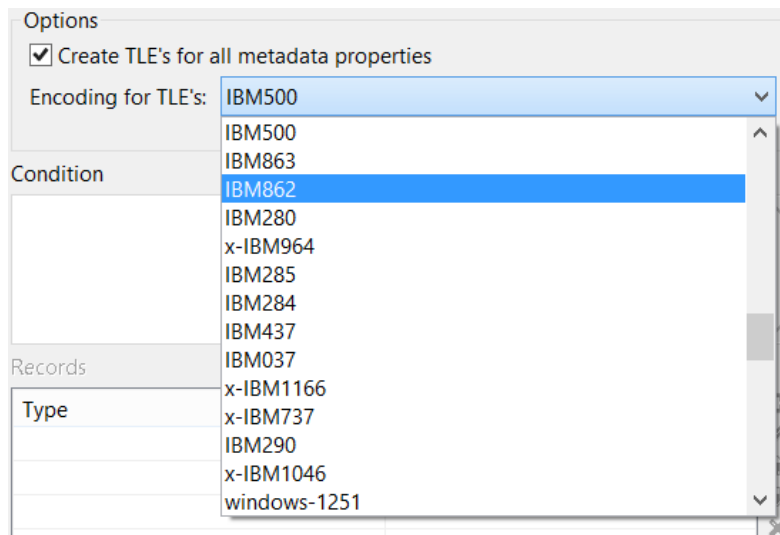 Options
Create TLE's for all metadata properties
Encoding for TLE's: IBM500
IBM500
IBM863
Condition
IBM862
IBM280
x-IBM964
IBM285
IBM284
IBM437
IBM037
Records
x-IBM1166
Type
x-IBM737
IBM290
x-IBM1046
windows-1251